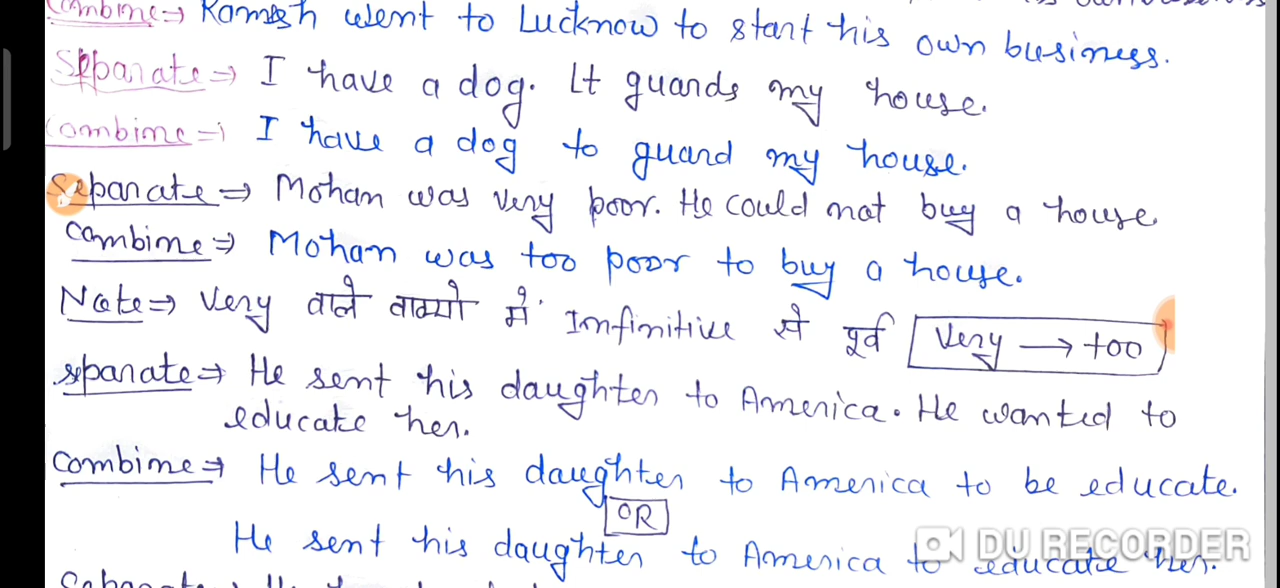 Combine⇒ Ramesh went to Lucknow to start his own business.
Separate⇒ I have a dog. It guards my house.
Combine⇒ I have a dog to guard my house.
Separate⇒ Mohan was very poor. He could not buy a house
Combine⇒ Mohan was too poor to buy a house.
Note⇒ Very वाले वाक्यो में Infinitive से पूर्व Very → too
sparate⇒ He sent his daughter to America. He wanted to
educate her.
Combine⇒ He sent his daughter to America to be educate.
OR
He sent his daughter to America to educate her.
DU RECORDER